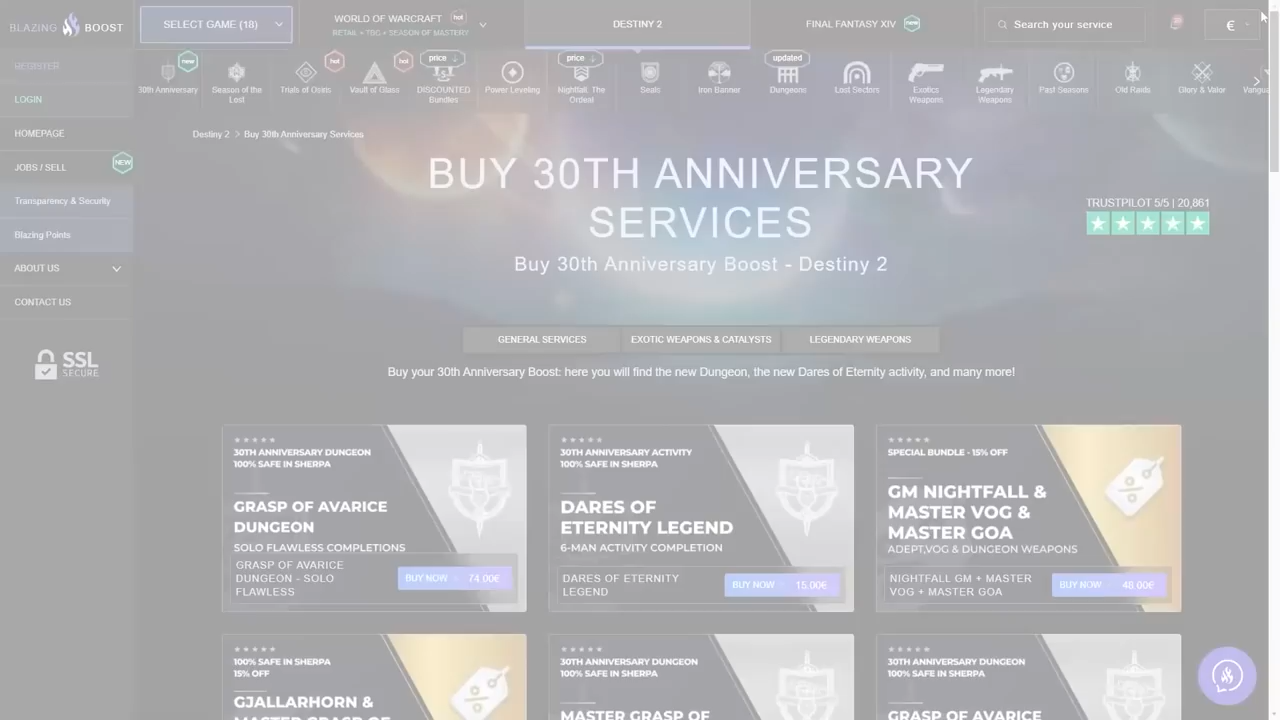 BLAZING BOOST
SELECT GAME (18)
WORLD OF WARCRAFT
hot
RETAIL + TBC + SEASON OF MASTERY
DESTINY 2
FINAL FANTASY XIV
new
Search your service
€
REGISTER
LOGIN
HOMEPAGE
JOBS / SELL
NEW
Transparency & Security
Blazing Points
ABOUT US
CONTACT US
SSL
SECURE
new
30th Anniversary
Season of the
Lost
hot
Trials of Osiris
hot
Vault of Glass
price ↓
DISCOUNTED
Bundles
Power Leveling
price ↓
Nightfall: The
Ordeal
Seals
Iron Banner
updated
Dungeons
Lost Sectors
Exotics
Weapons
Legendary
Weapons
Past Seasons
Old Raids
Glory & Valor
Destiny 2 > Buy 30th Anniversary Services
BUY 30TH ANNIVERSARY
SERVICES
Buy 30th Anniversary Boost - Destiny 2
TRUSTPILOT 5/5 | 20,861
GENERAL SERVICES
EXOTIC WEAPONS & CATALYSTS
LEGENDARY WEAPONS
Buy your 30th Anniversary Boost: here you will find the new Dungeon, the new Dares of Eternity activity, and many more!
30TH ANNIVERSARY DUNGEON
100% SAFE IN SHERPA
GRASP OF AVARICE
DUNGEON
SOLO FLAWLESS COMPLETIONS
GRASP OF AVARICE
DUNGEON - SOLO
FLAWLESS
BUY NOW 74.00€
30TH ANNIVERSARY ACTIVITY
100% SAFE IN SHERPA
DARES OF
ETERNITY LEGEND
6-MAN ACTIVITY COMPLETION
DARES OF ETERNITY
LEGEND
BUY NOW 15.00€
SPECIAL BUNDLE - 15% OFF
GM NIGHTFALL &
MASTER VOG &
MASTER GOA
ADEPT,VOG & DUNGEON WEAPONS
NIGHTFALL GM + MASTER
VOG + MASTER GOA
BUY NOW 48.00€
100% SAFE IN SHERPA
15% OFF
GJALLARHORN &
MASTER GRASP OF
30TH ANNIVERSARY DUNGEON
100% SAFE IN SHERPA
MASTER GRASP OF
30TH ANNIVERSARY DUNGEON
100% SAFE IN SHERPA
GRASP OF AVARICE